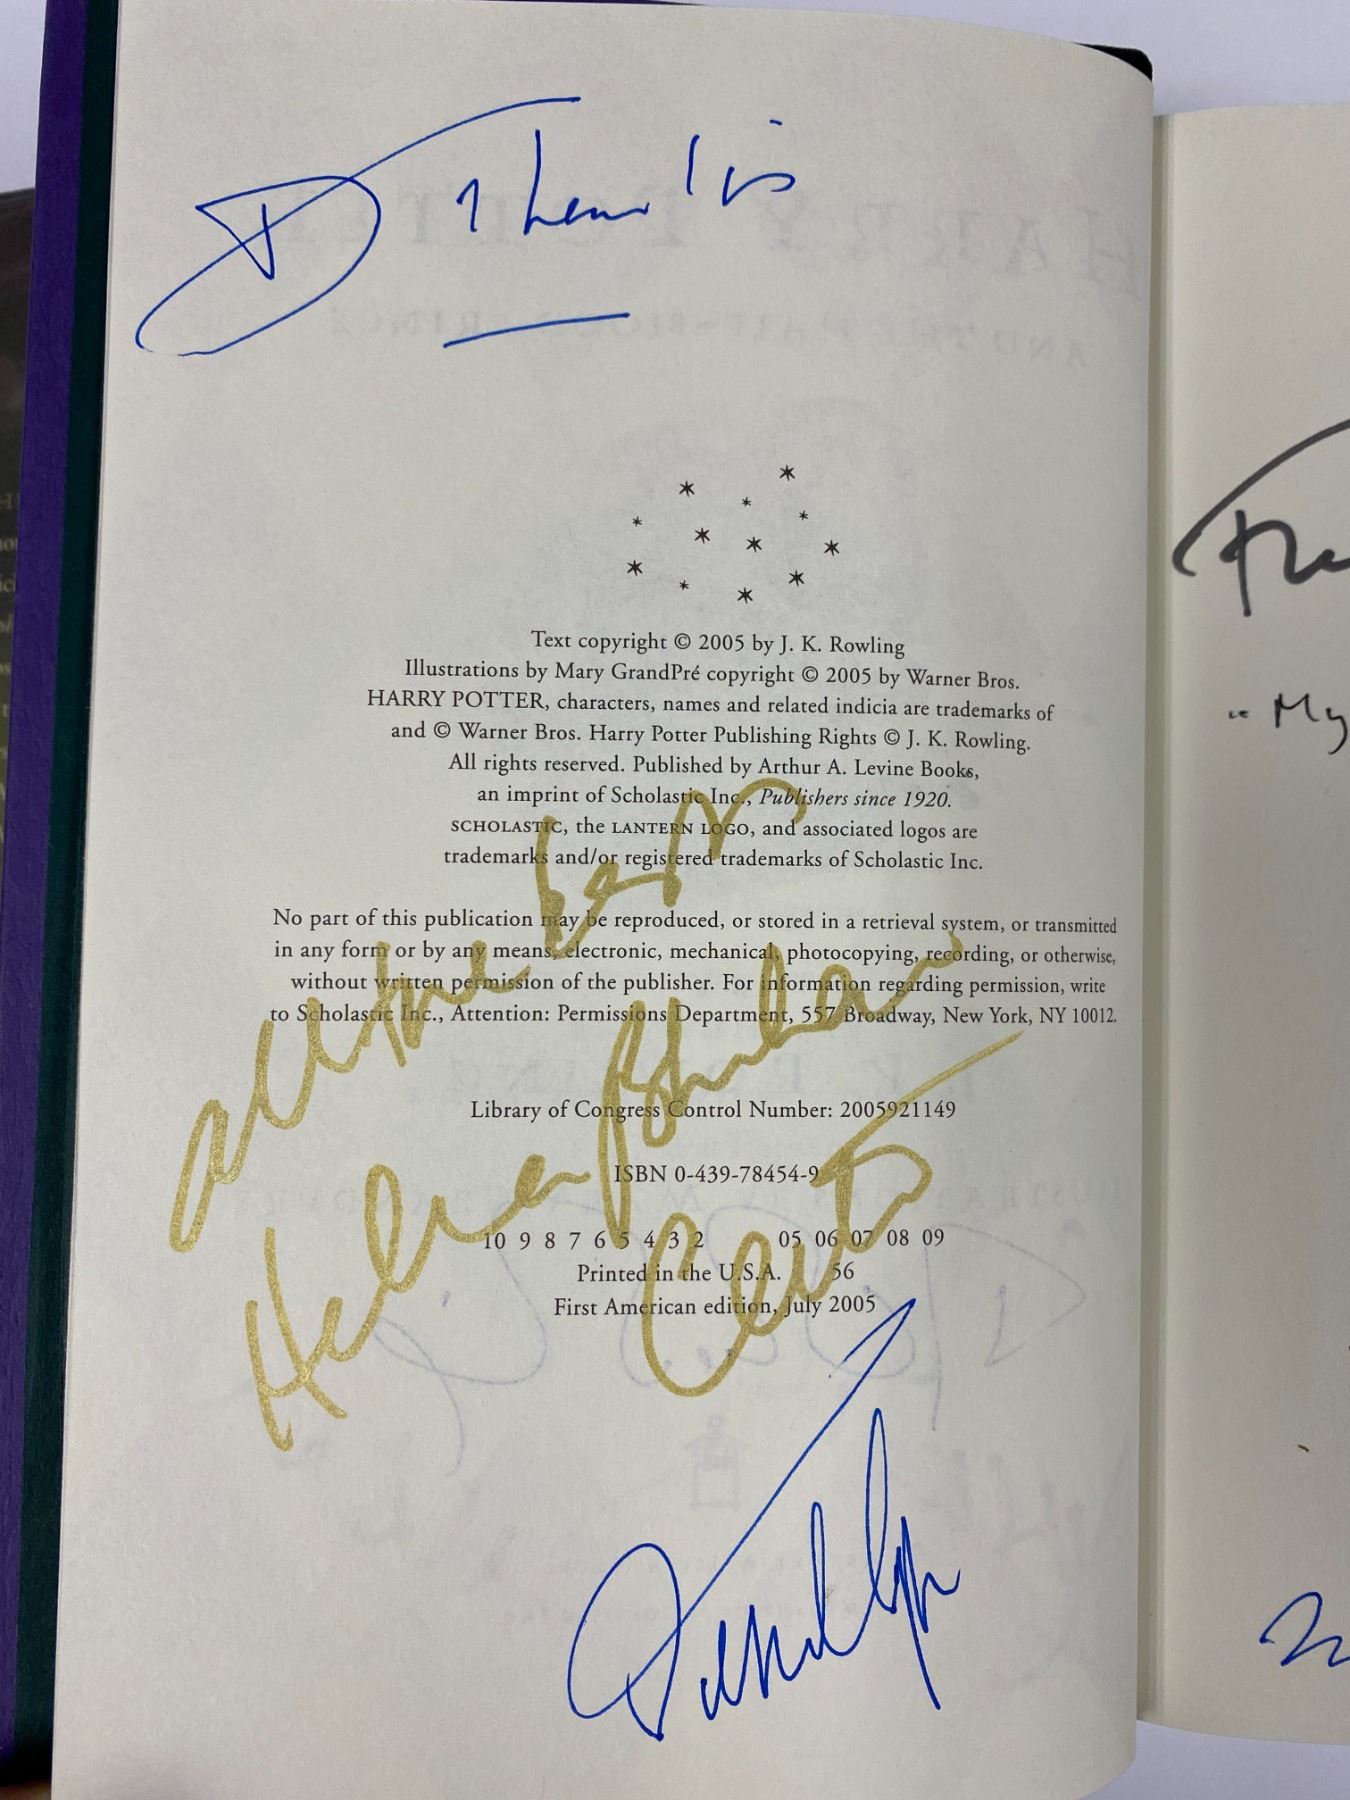 Text copyright © 2005 by J. K. Rowling
Illustrations by Mary GrandPré copyright © 2005 by Warner Bros.
HARRY POTTER, characters, names and related indicia are trademarks of
and © Warner Bros. Harry Potter Publishing Rights © J. K. Rowling.
All rights reserved. Published by Arthur A. Levine Books,
an imprint of Scholastic Inc., Publishers since 1920.
SCHOLASTIC, the LANTERN LOGO, and associated logos are
trademarks and/or registered trademarks of Scholastic Inc.
No part of this publication may be reproduced, or stored in a retrieval system, or transmitted
in any form or by any means, electronic, mechanical, photocopying, recording, or otherwise,
without written permission of the publisher. For information regarding permission, write
to Scholastic Inc., Attention: Permissions Department, 557 Broadway, New York, NY 10012.
all the
Helena Bonham
Carter
Library of Congress Control Number: 2005921149
ISBN 0-439-78454-9
10 9 8 7 6 5 4 3 2 05 06 07 08 09
Printed in the U.S.A. 56
First American edition, July 2005
"My